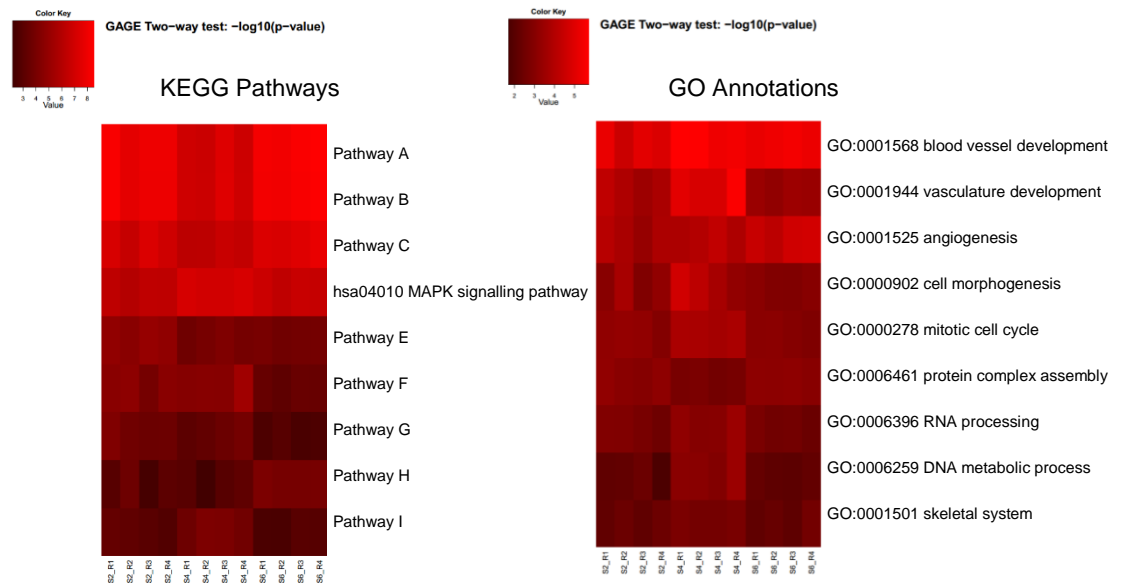 Color Key
GAGE Two-way test: -log10(p-value)
3 4 5 6 7 8
Value
KEGG Pathways
Pathway A
Pathway B
Pathway C
hsa04010 MAPK signalling pathway
Pathway E
Pathway F
Pathway G
Pathway H
Pathway I
S2_R1
S2_R2
S2_R3
S2_R4
S4_R1
S4_R2
S4_R3
S4_R4
S6_R1
S6_R2
S6_R3
S6_R4
Color Key
GAGE Two-way test: -log10(p-value)
2 3 4 5
Value
GO Annotations
GO:0001568 blood vessel development
GO:0001944 vasculature development
GO:0001525 angiogenesis
GO:0000902 cell morphogenesis
GO:0000278 mitotic cell cycle
GO:0006461 protein complex assembly
GO:0006396 RNA processing
GO:0006259 DNA metabolic process
GO:0001501 skeletal system
S2_R1
S2_R2
S2_R3
S2_R4
S4_R1
S4_R2
S4_R3
S4_R4
S6_R1
S6_R2
S6_R3
S6_R4